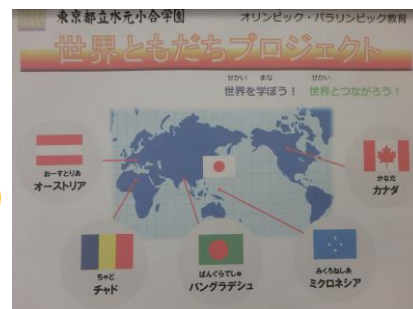 東京都立水元小合学園
オリンピック・パラリンピック教育
世界ともだちプロジェクト
せかい まな せかい
世界を学ぼう！ 世界とつながろう！
おーすとりあ
オーストリア
かなだ
カナダ
ちゃど
チャド
ばんぐらでしゅ
バングラデシュ
みくろねしあ
ミクロネシア